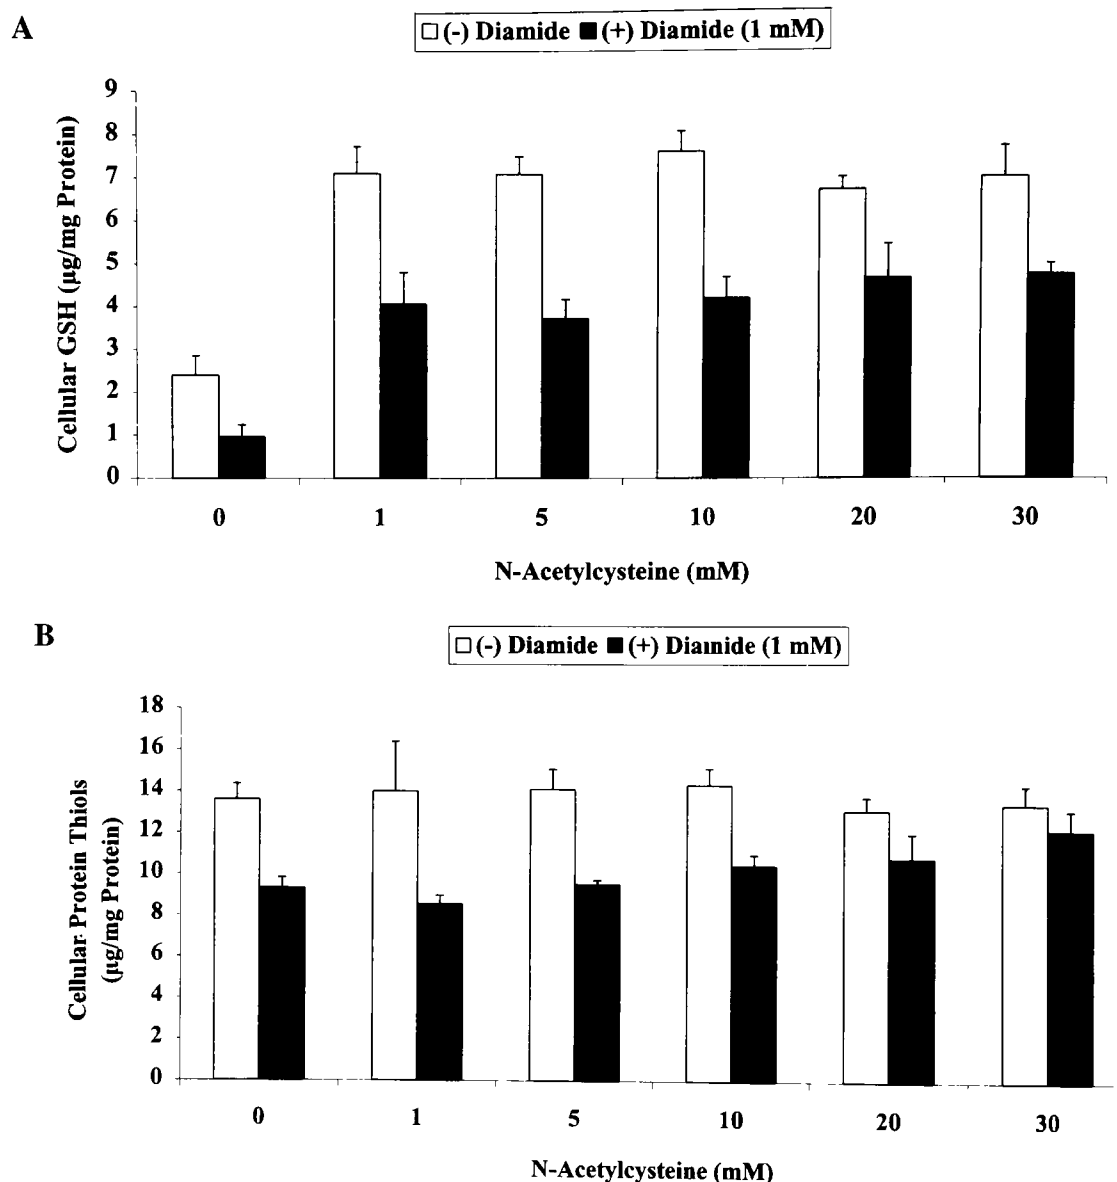 A
(-) Diamide (+) Diamide (1 mM)
9
8
7
6
5
4
3
2
1
0
Cellular GSH (µg/mg Protein)
0 1 5 10 20 30
N-Acetylcysteine (mM)
B
(-) Diamide (+) Diamide (1 mM)
18
16
14
12
10
8
6
4
2
0
Cellular Protein Thiols
(µg/mg Protein)
0 1 5 10 20 30
N-Acetylcysteine (mM)